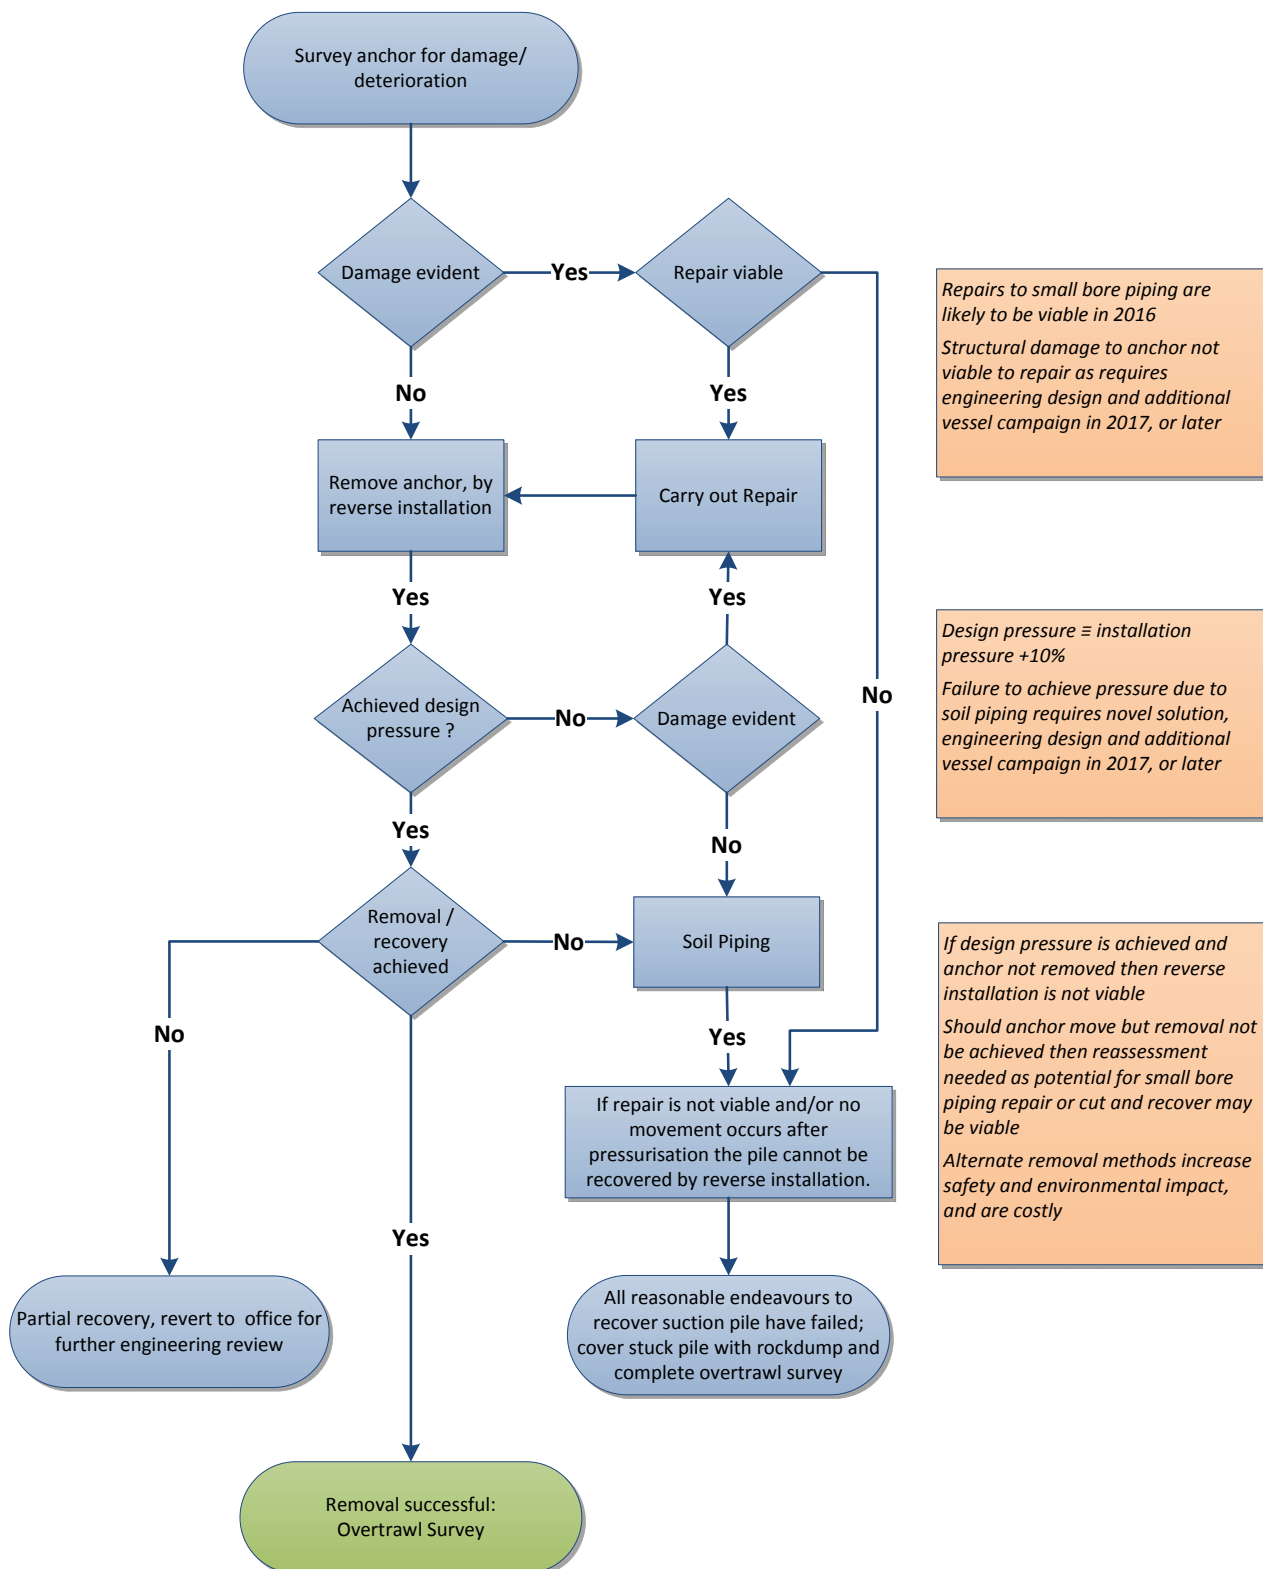 Survey anchor for damage/
deterioration
Damage evident
Yes
Repair viable
No
Yes
Remove anchor, by
reverse installation
Carry out Repair
Yes
Yes
No
Achieved design
pressure ?
No
Damage evident
Yes
No
Removal /
recovery
achieved
No
Soil Piping
No
Yes
If repair is not viable and/or no
movement occurs after
pressurisation the pile cannot be
recovered by reverse installation.
Yes
Partial recovery, revert to office for
further engineering review
All reasonable endeavours to
recover suction pile have failed;
cover stuck pile with rockdump and
complete overtrawl survey
Removal successful:
Overtrawl Survey
Repairs to small bore piping are
likely to be viable in 2016
Structural damage to anchor not
viable to repair as requires
engineering design and additional
vessel campaign in 2017, or later
Design pressure ≡ installation
pressure +10%
Failure to achieve pressure due to
soil piping requires novel solution,
engineering design and additional
vessel campaign in 2017, or later
If design pressure is achieved and
anchor not removed then reverse
installation is not viable
Should anchor move but removal not
be achieved then reassessment
needed as potential for small bore
piping repair or cut and recover may
be viable
Alternate removal methods increase
safety and environmental impact,
and are costly